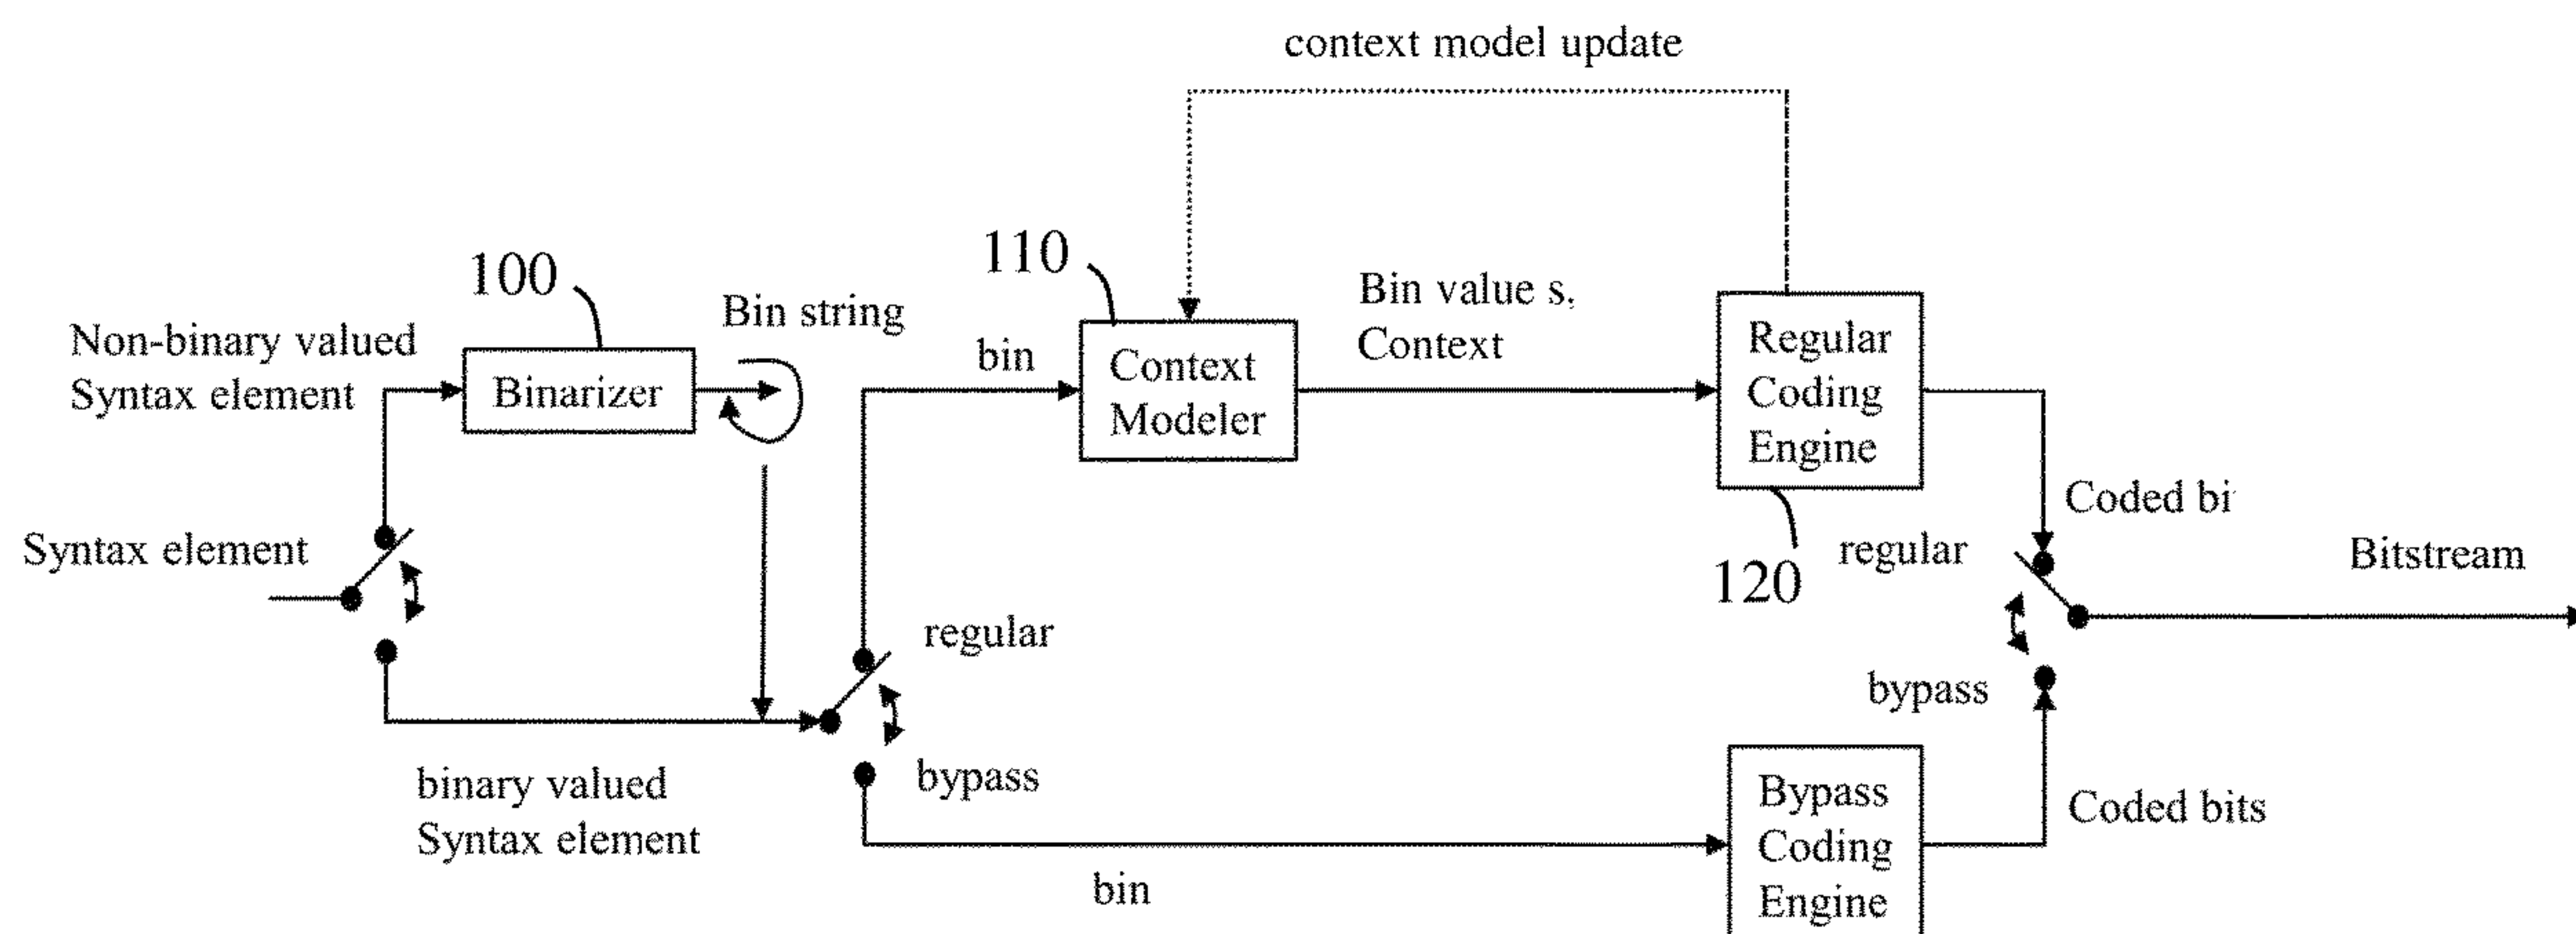 context model update
110
100
Bin string
Bin value s,
Context
Non-binary valued
Syntax element
bin
Binarizer
Context
Modeler
Regular
Coding
Engine
Coded bi
Syntax element
regular
120
Bitstream
regular
bypass
bypass
binary valued
Syntax element
Bypass
Coding
Engine
Coded bits
bin